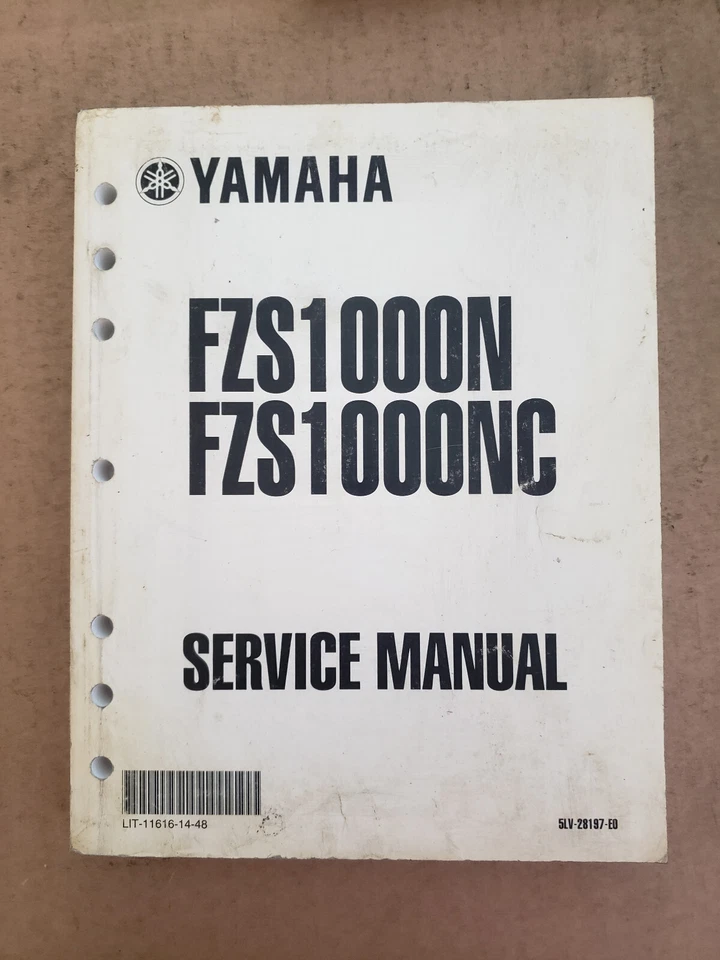 YAMAHA
FZS1000N
FZS1000NC
SERVICE MANUAL
LIT-11616-14-48
5LV-28197-E0